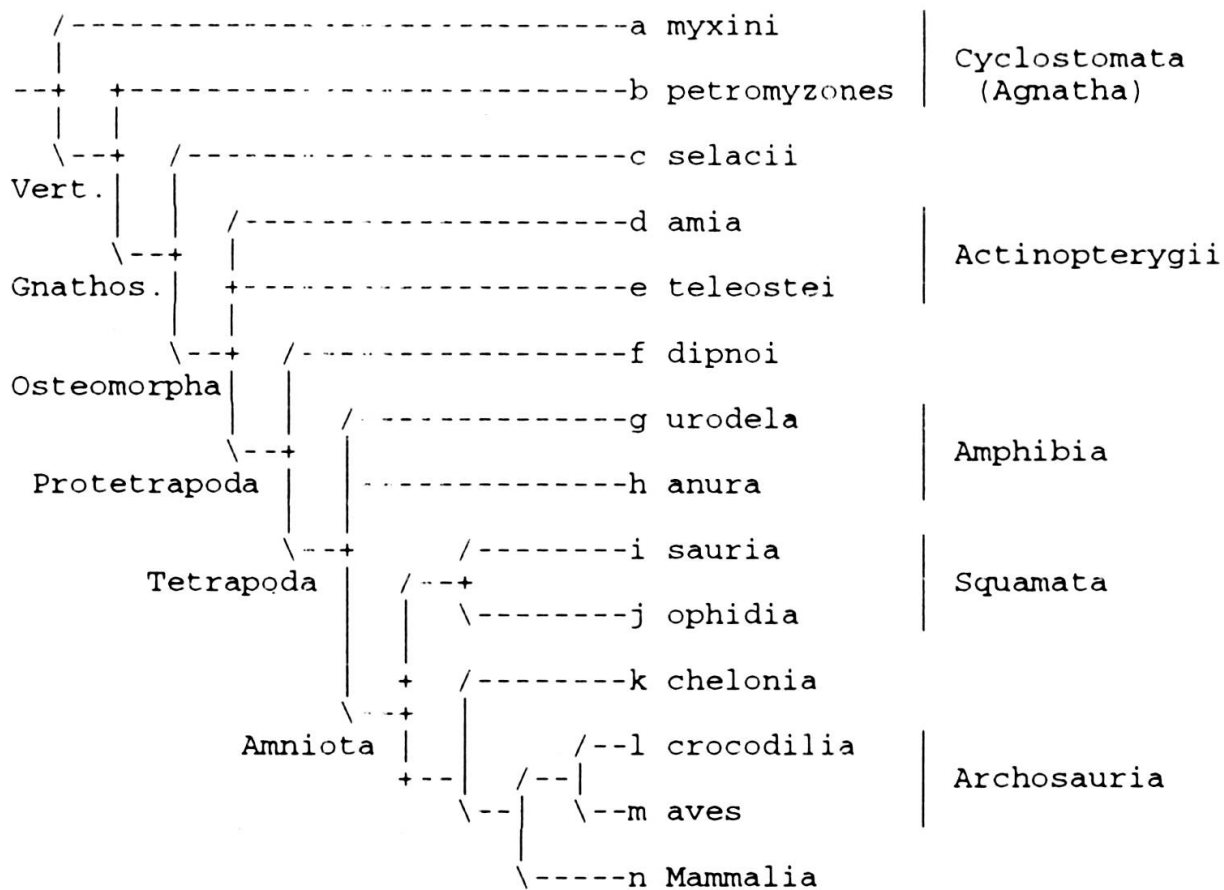 a myxini
Cyclostomata
(Agnatha)
b petromyzones
c selacii
Vert.
d amia
Actinopterygii
Gnathos.
e teleostei
f dipnoi
Osteomorpha
g urodela
Amphibia
Protetrapoda
h anura
i sauria
Tetrapoda
Squamata
j ophidia
k chelonia
Amniota
l crocodilia
Archosauria
m aves
n Mammalia